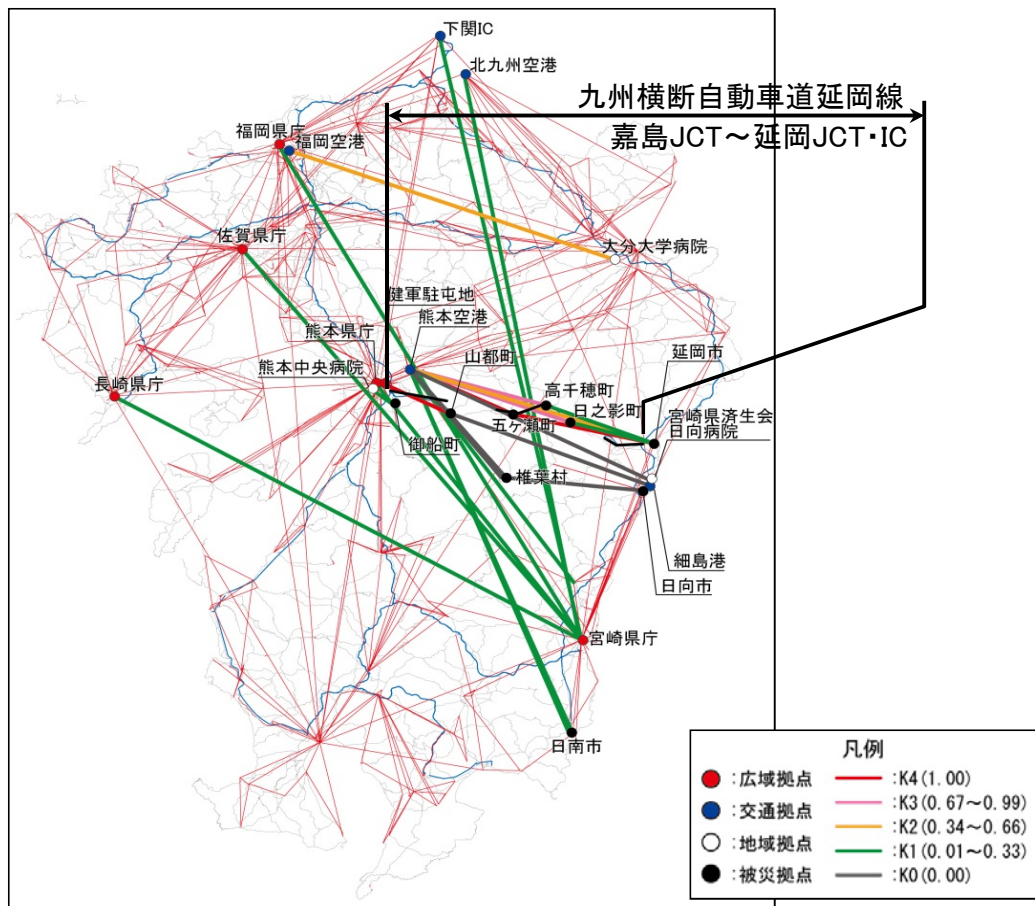 下関IC
北九州空港
九州横断自動車道延岡線
嘉島JCT～延岡JCT・IC
福岡県庁
福岡空港
佐賀県庁
大分大学病院
健軍駐屯地
熊本空港
熊本県庁
山都町
延岡市
熊本中央病院
高千穂町
長崎県庁
日之影町
宮崎県済生会
日向病院
五ヶ瀬町
御船町
椎葉村
細島港
日向市
宮崎県庁
日南市
凡例
:広域拠点
:K4(1.00)
:K3(0.67～0.99)
:交通拠点
:K2(0.34～0.66)
:地域拠点
:K1(0.01～0.33)
:被災拠点
:K0(0.00)